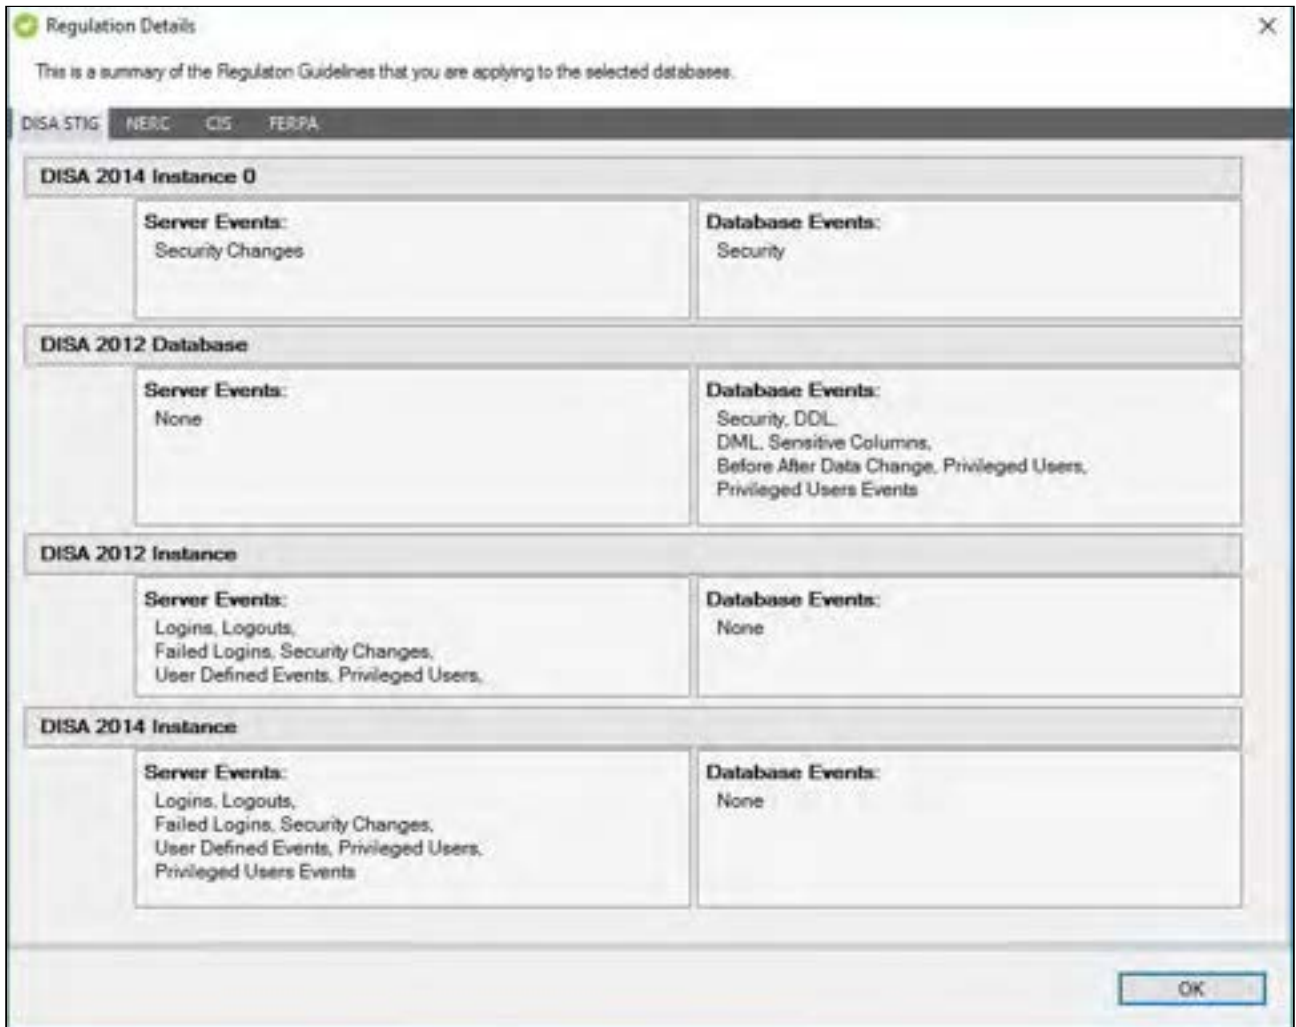 Regulation Details
This is a summary of the Regulaton Guidelines that you are applying to the selected databases.
DISA STIG NERC CIS FERPA
DISA 2014 Instance 0
Server Events:
Security Changes
Database Events:
Security
DISA 2012 Database
Server Events:
None
Database Events:
Security, DDL,
DML, Sensitive Columns,
Before After Data Change, Privileged Users,
Privileged Users Events
DISA 2012 Instance
Server Events:
Logins, Logouts,
Failed Logins, Security Changes,
User Defined Events, Privileged Users,
Database Events:
None
DISA 2014 Instance
Server Events:
Logins, Logouts,
Failed Logins, Security Changes,
User Defined Events, Privileged Users,
Privileged Users Events
Database Events:
None
OK